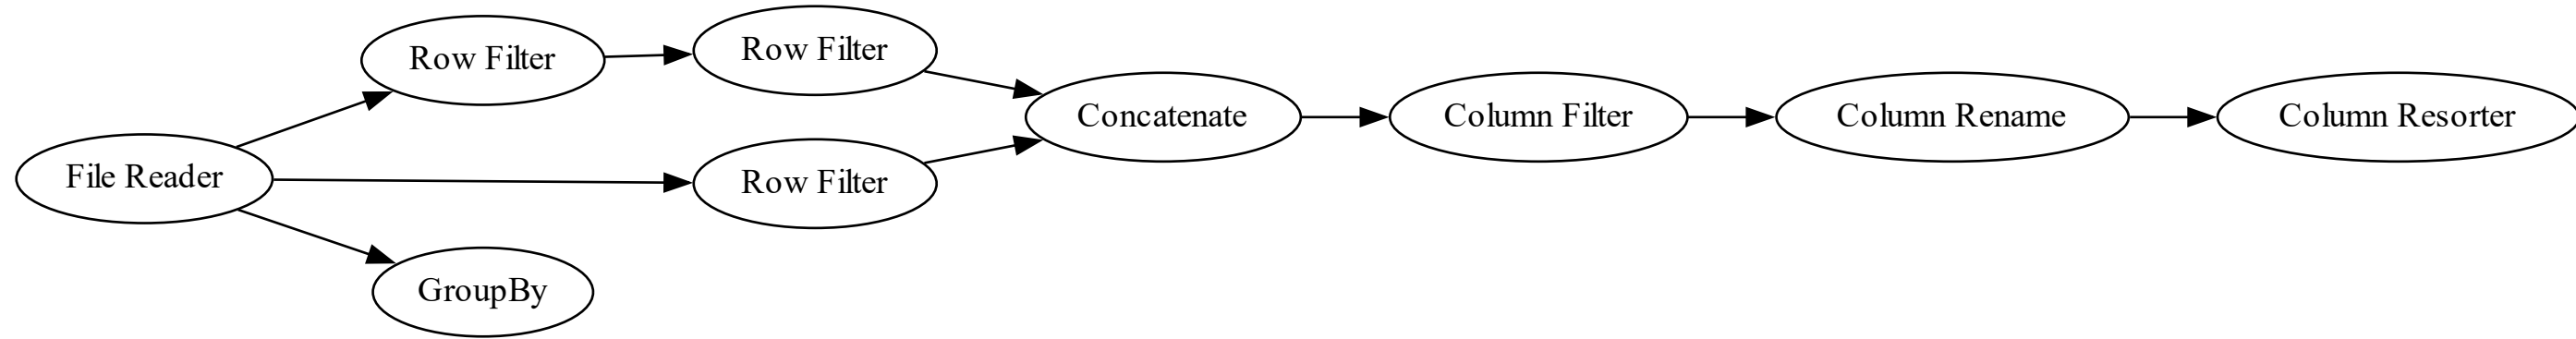 File Reader
Row Filter
Row Filter
Row Filter
GroupBy
Concatenate
Column Filter
Column Rename
Column Resorter